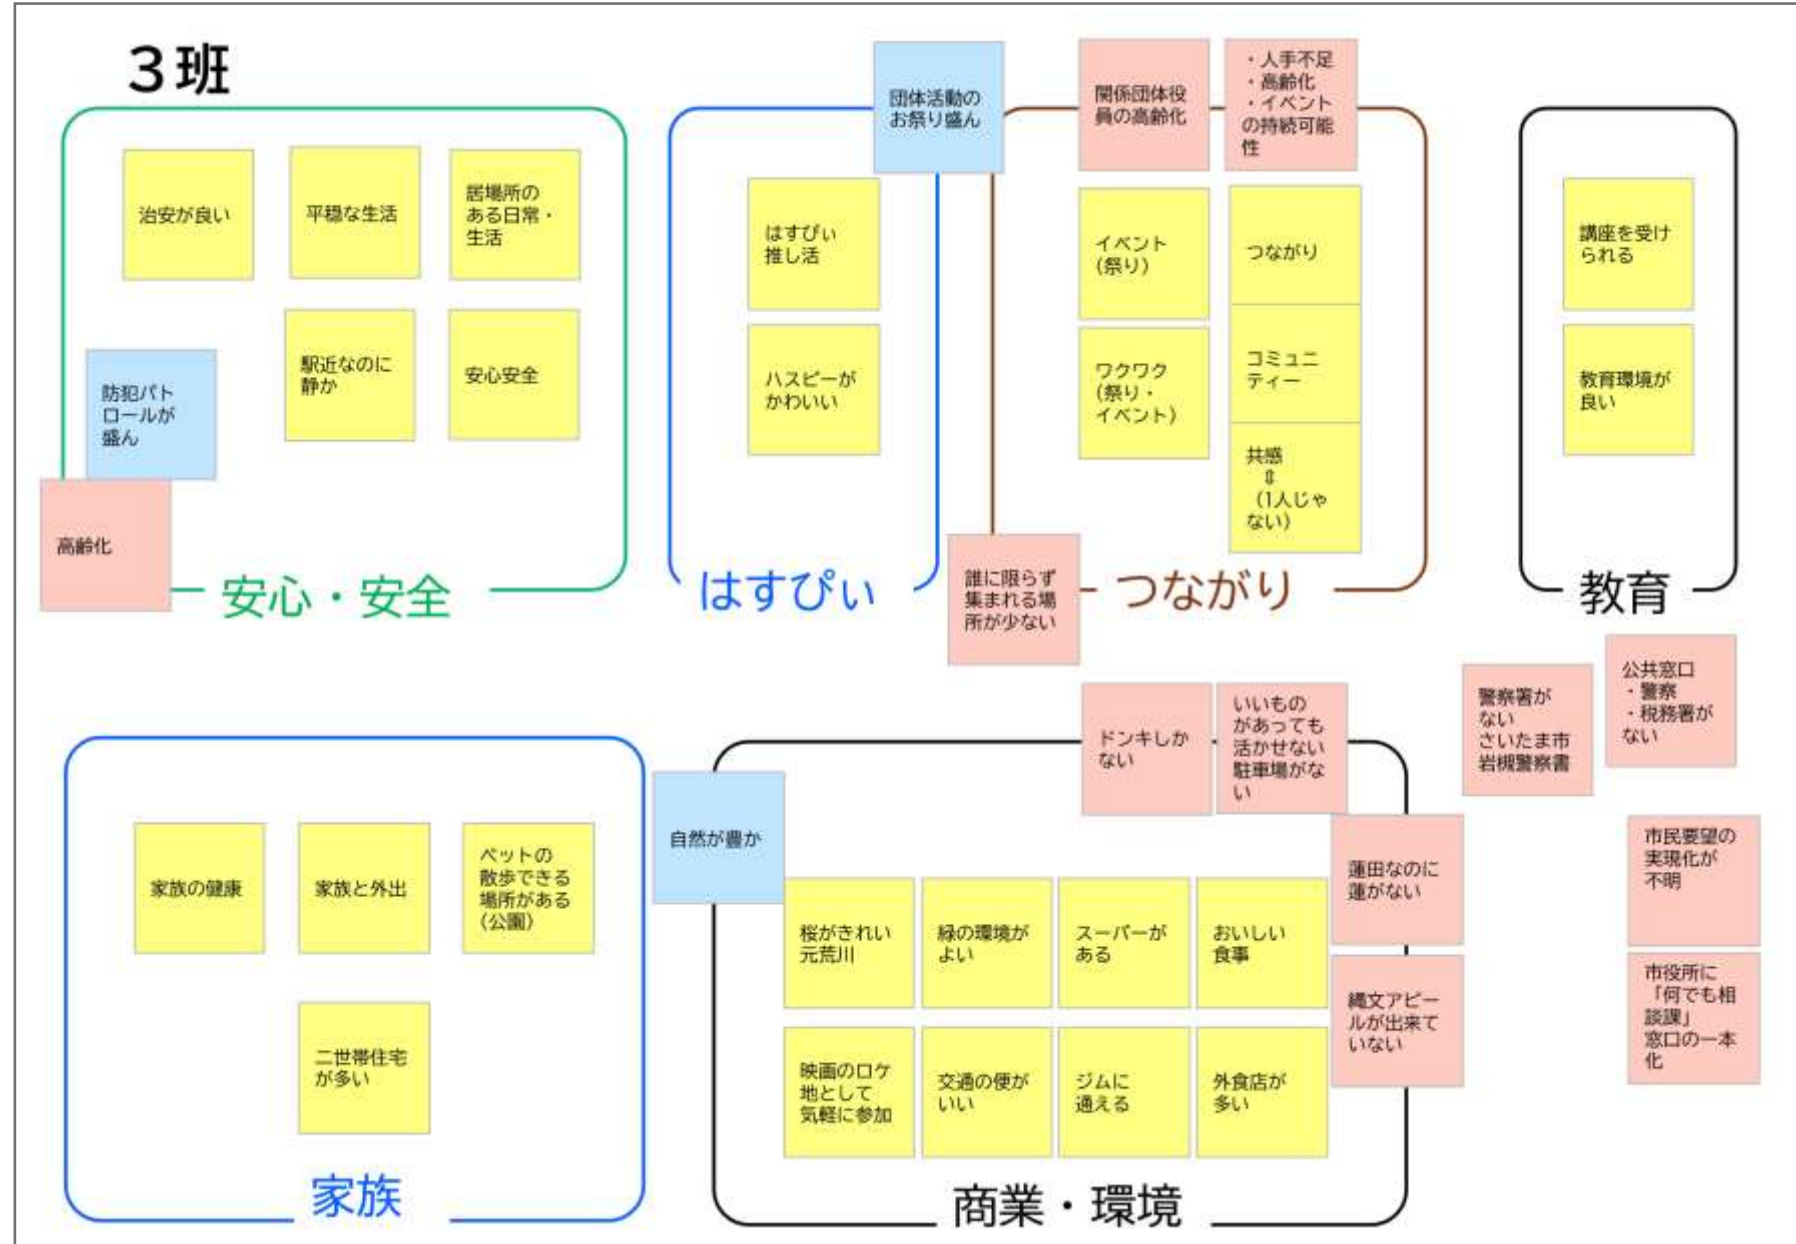 3班
治安が良い
平穏な生活
居場所の
ある日常・
生活
駅近なのに
静か
安心安全
防犯パト
ロールが
盛ん
高齢化
安心・安全
団体活動の
お祭り盛ん
はすぴぃ
推し活
ハスピーが
かわいい
はすぴぃ
関係団体役
員の高齢化
・人手不足
・高齢化
・イベント
の持続可能
性
イベント
(祭り)
つながり
ワクワク
(祭り・
イベント)
コミュニ
ティー
共感
⇕
(1人じゃ
ない)
誰に限らず
集まれる場
所が少ない
つながり
講座を受け
られる
教育環境が
良い
教育
家族の健康
家族と外出
ペットの
散歩できる
場所がある
(公園)
二世帯住宅
が多い
家族
自然が豊か
ドンキしか
ない
いいもの
があっても
活かせない
駐車場がな
い
蓮田なのに
蓮がない
縄文アピー
ルが出来て
いない
桜がきれい
元荒川
緑の環境が
よい
スーパーが
ある
おいしい
食事
映画のロケ
地として
気軽に参加
交通の便が
いい
ジムに
通える
外食店が
多い
商業・環境
警察署が
ない
さいたま市
岩槻警察書
公共窓口
・警察
・税務署が
ない
市民要望の
実現化が
不明
市役所に
「何でも相
談課」
窓口の一本
化